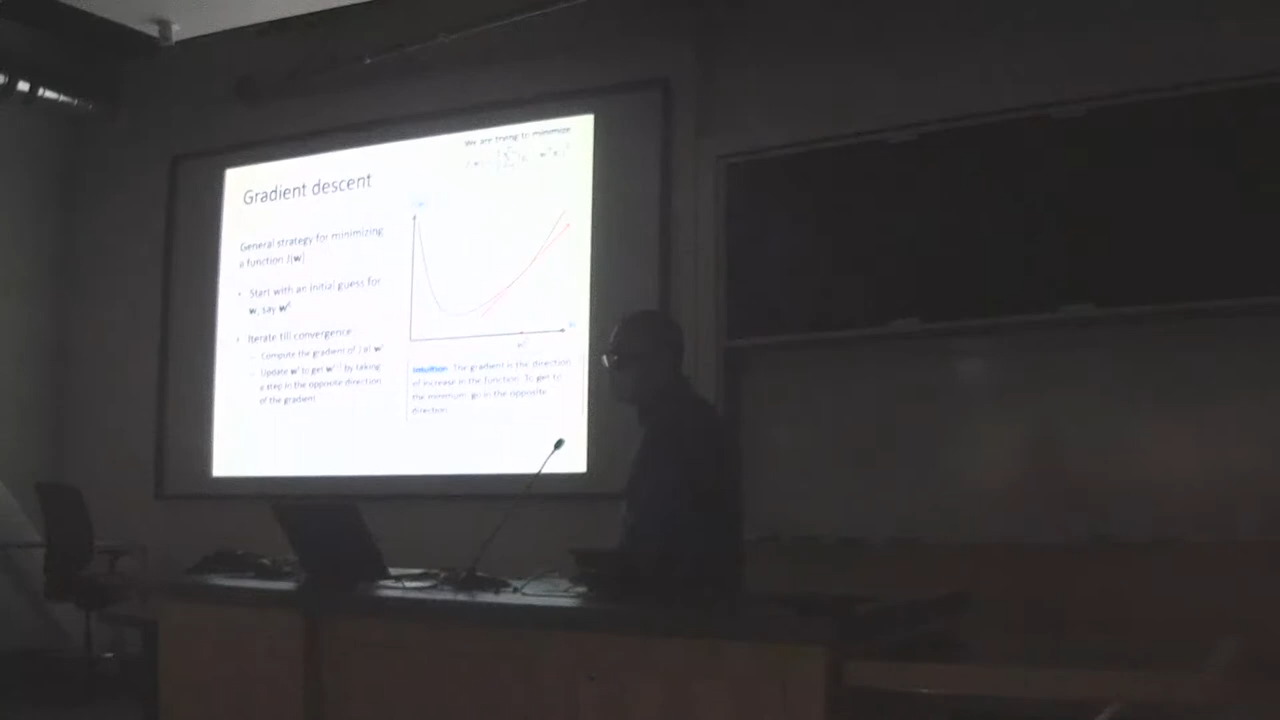 We are trying to minimize
Gradient descent
General strategy for minimizing
a function J(w)
• Start with an initial guess for
w, say w⁰
• Iterate till convergence:
– Compute the gradient of J at wᵗ
– Update wᵗ to get wᵗ⁺¹ by taking
a step in the opposite direction
of the gradient
Intuition: The gradient is the direction
of increase in the function. To get to
the minimum, go in the opposite
direction